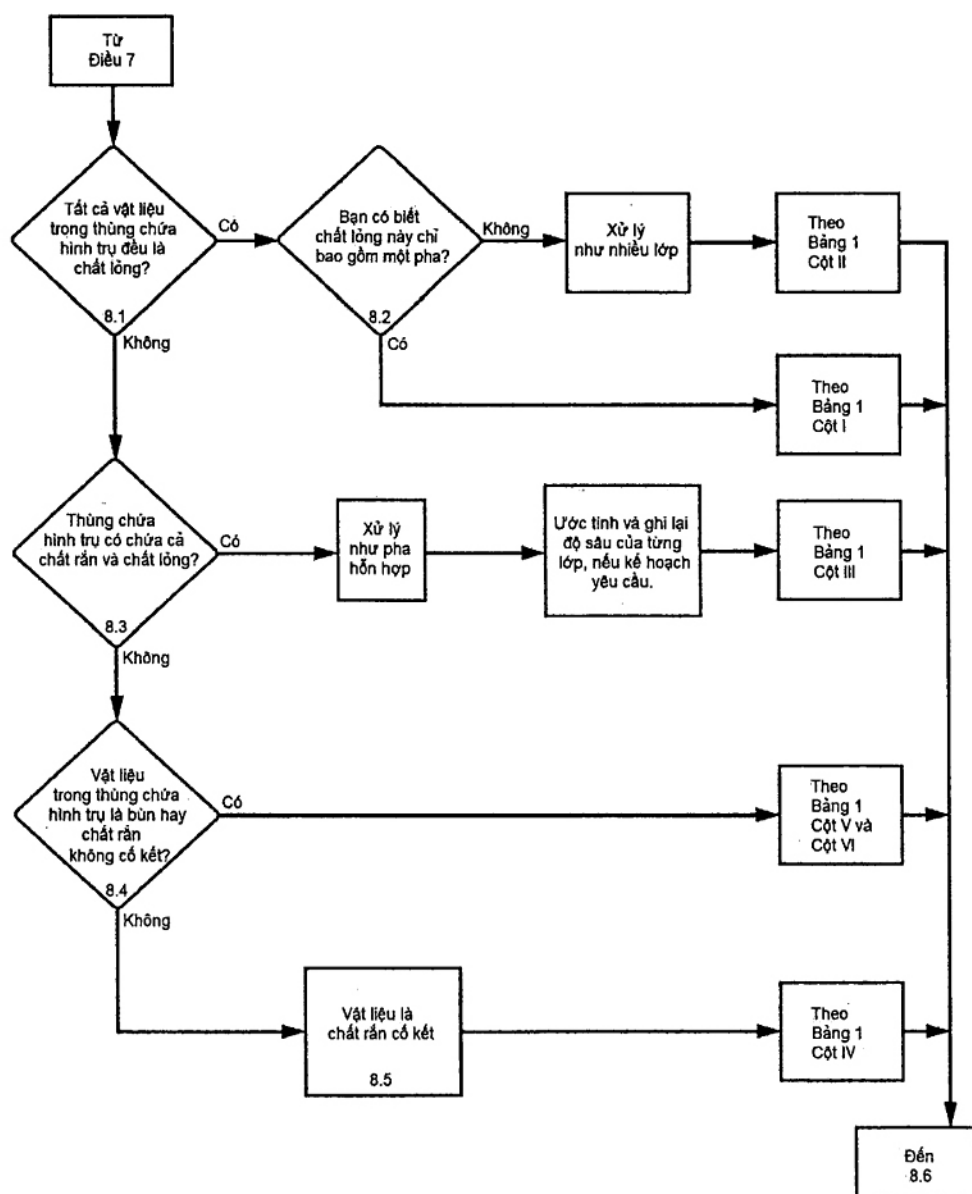 Từ
Điều 7
Tất cả vật liệu
trong thùng chứa
hình trụ đều là
chất lỏng?
8.1
Có
Không
Bạn có biết
chất lỏng này chỉ
bao gồm một pha?
8.2
Không
Có
Xử lý
như nhiều lớp
Theo
Bảng 1
Cột II
Theo
Bảng 1
Cột I
Thùng chứa
hình trụ có chứa cả
chất rắn và chất lỏng?
8.3
Có
Không
Xử lý
như pha
hỗn hợp
Ước tính và ghi lại
độ sâu của từng
lớp, nếu kế hoạch
yêu cầu.
Theo
Bảng 1
Cột III
Vật liệu
trong thùng chứa
hình trụ là bùn hay
chất rắn
không cố kết?
8.4
Có
Không
Theo
Bảng 1
Cột V và
Cột VI
Vật liệu là
chất rắn cố kết
8.5
Theo
Bảng 1
Cột IV
Đến
8.6